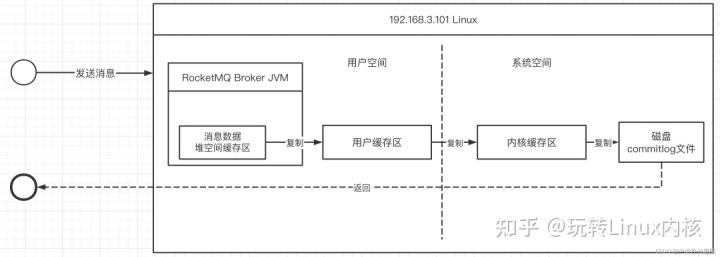 192.168.3.101 Linux
用户空间
系统空间
发送消息
RocketMQ Broker JVM
消息数据
堆空间缓存区
复制
用户缓存区
复制
内核缓存区
复制
磁盘
commitlog文件
返回
知乎 @玩转Linux内核